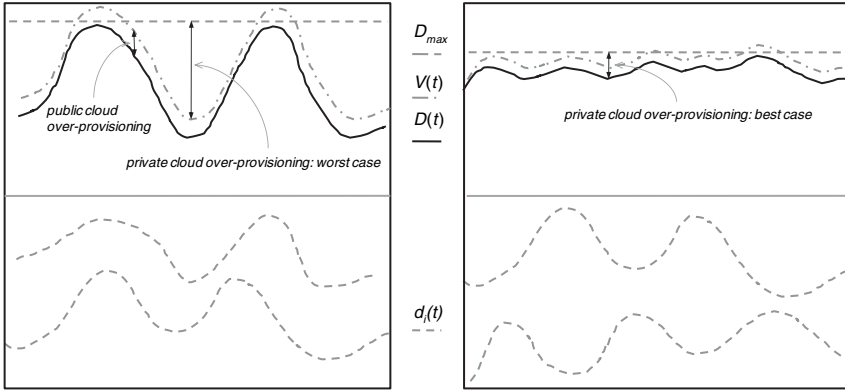 public cloud
over-provisioning
private cloud over-provisioning: worst case
D_max
V(t)
D(t)
private cloud over-provisioning: best case
d_i(t)